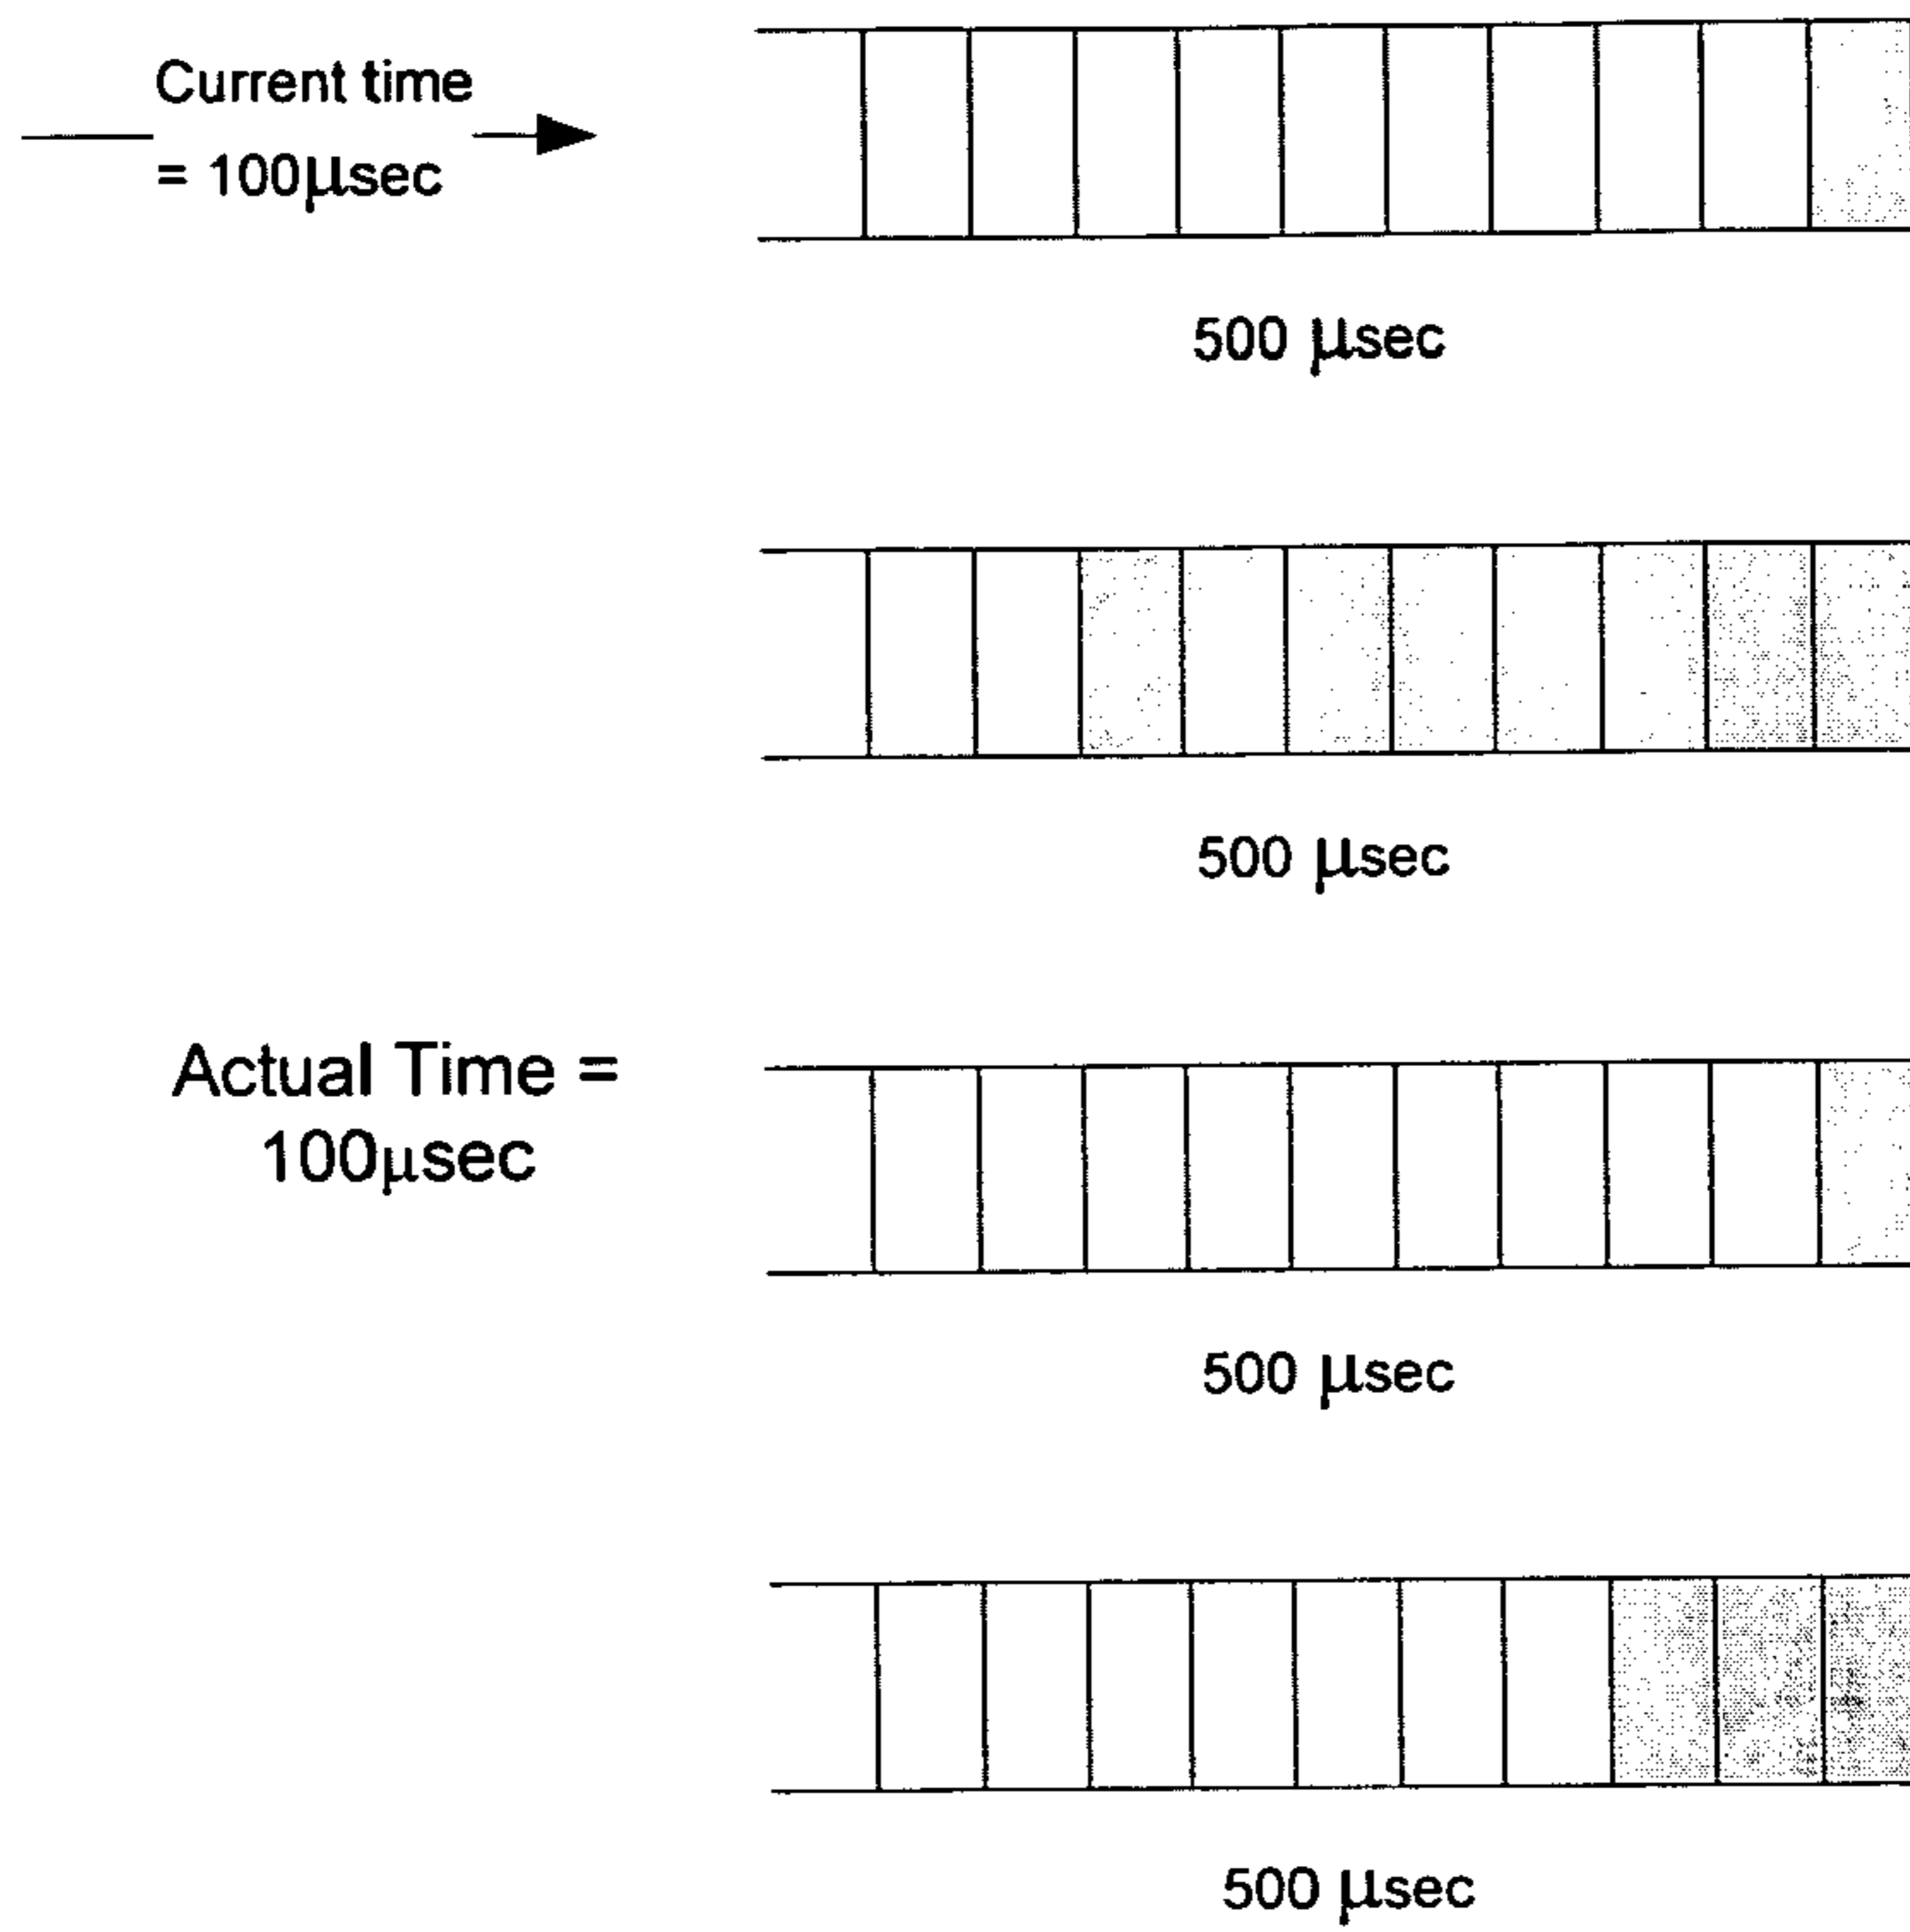 Current time
= 100μsec
500 μsec
500 μsec
Actual Time =
100μsec
500 μsec
500 μsec